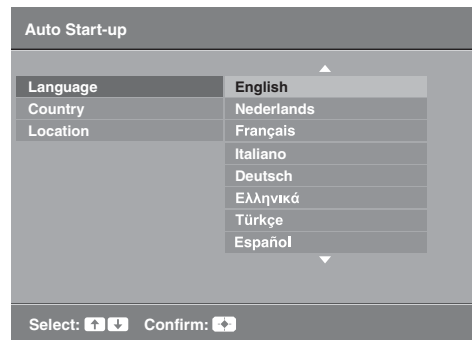 Auto Start-up
Language
Country
Location
English
Nederlands
Français
Italiano
Deutsch
Ελληνικά
Türkçe
Español
Select: Confirm: